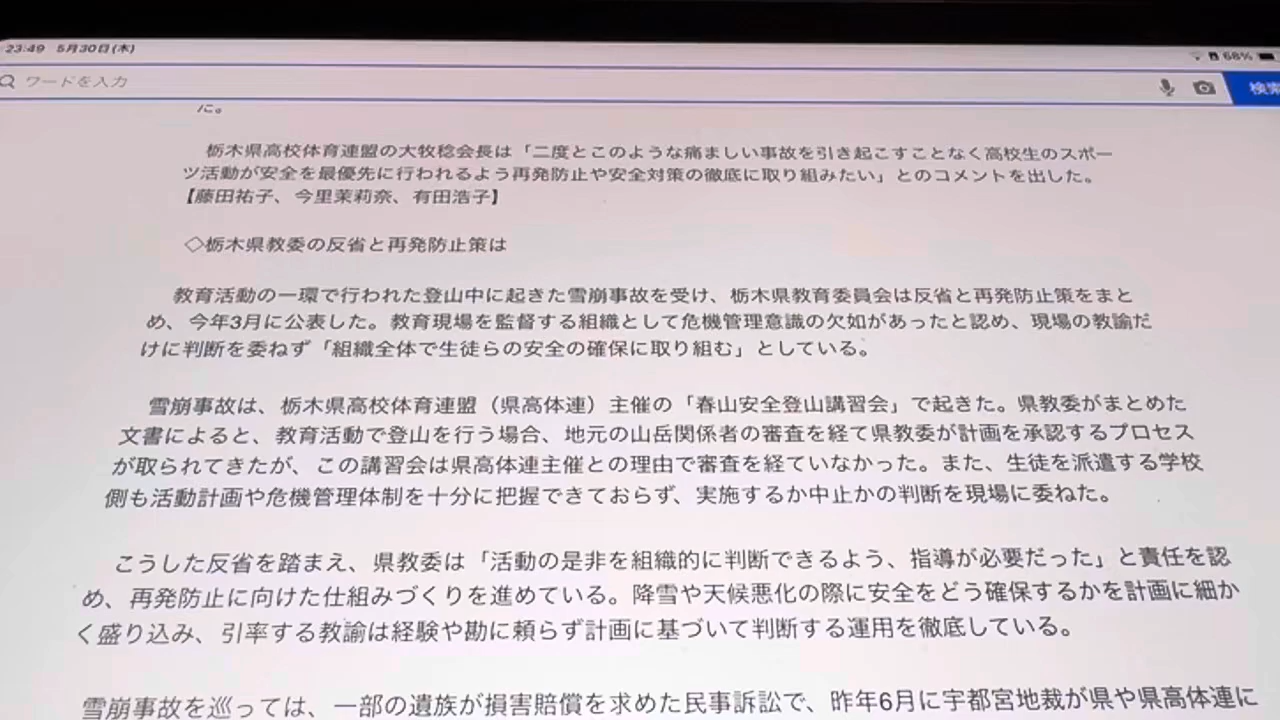 23:49 5月30日(木)
68%
ワードを入力
検索
に。
栃木県高校体育連盟の大牧稔会長は「二度とこのような痛ましい事故を引き起こすことなく高校生のスポー
ツ活動が安全を最優先に行われるよう再発防止や安全対策の徹底に取り組みたい」とのコメントを出した。
【藤田祐子、今里茉莉奈、有田浩子】
◇栃木県教委の反省と再発防止策は
教育活動の一環で行われた登山中に起きた雪崩事故を受け、栃木県教育委員会は反省と再発防止策をまと
め、今年3月に公表した。教育現場を監督する組織として危機管理意識の欠如があったと認め、現場の教諭だ
けに判断を委ねず「組織全体で生徒らの安全の確保に取り組む」としている。
雪崩事故は、栃木県高校体育連盟（県高体連）主催の「春山安全登山講習会」で起きた。県教委がまとめた
文書によると、教育活動で登山を行う場合、地元の山岳関係者の審査を経て県教委が計画を承認するプロセス
が取られてきたが、この講習会は県高体連主催との理由で審査を経ていなかった。また、生徒を派遣する学校
側も活動計画や危機管理体制を十分に把握できておらず、実施するか中止かの判断を現場に委ねた。
こうした反省を踏まえ、県教委は「活動の是非を組織的に判断できるよう、指導が必要だった」と責任を認
め、再発防止に向けた仕組みづくりを進めている。降雪や天候悪化の際に安全をどう確保するかを計画に細か
く盛り込み、引率する教諭は経験や勘に頼らず計画に基づいて判断する運用を徹底している。
雪崩事故を巡っては、一部の遺族が損害賠償を求めた民事訴訟で、昨年6月に宇都宮地裁が県や県高体連に